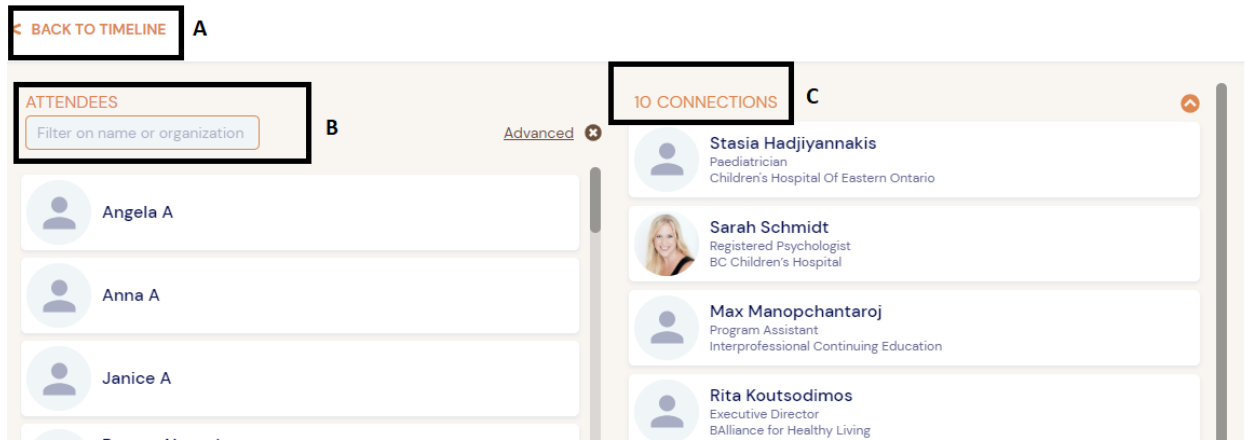 < BACK TO TIMELINE
A
ATTENDEES
Filter on name or organization
B
Advanced
Angela A
Anna A
Janice A
10 CONNECTIONS
C
Stasia Hadjiyannakis
Paediatrician
Children's Hospital Of Eastern Ontario
Sarah Schmidt
Registered Psychologist
BC Children's Hospital
Max Manopchantaroj
Program Assistant
Interprofessional Continuing Education
Rita Koutsodimos
Executive Director
BAlliance for Healthy Living